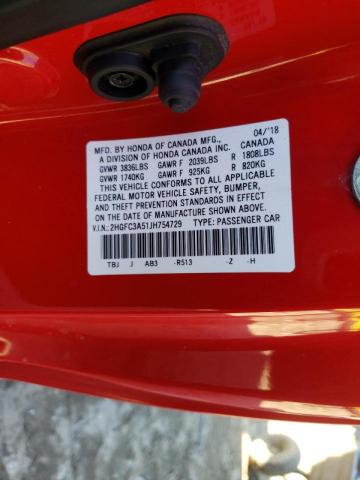 MFD. BY HONDA OF CANADA MFG., 04/'18
A DIVISION OF HONDA CANADA INC. CANADA
GVWR 3836LBS GAWR F 2039LBS R 1808LBS
GVWR 1740KG GAWR F 925KG R 820KG
THIS VEHICLE CONFORMS TO ALL APPLICABLE
FEDERAL MOTOR VEHICLE SAFETY, BUMPER,
AND THEFT PREVENTION STANDARDS IN EFFECT
ON THE DATE OF MANUFACTURE SHOWN ABOVE.
V.I.N.: 2HGFC3A51JH754729 TYPE: PASSENGER CAR
TBJ J AB3 -R513 -Z -H